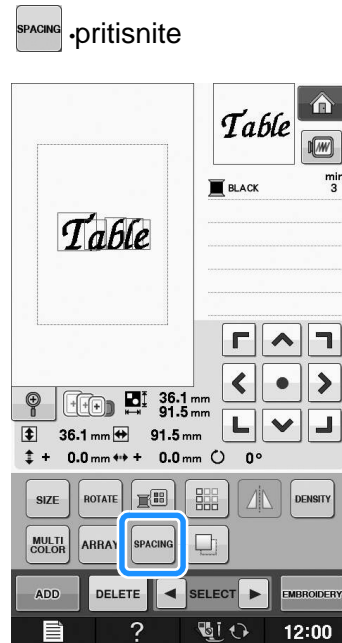 SPACING •pritisnite
Table
min
BLACK 3
Table
36.1 mm
91.5 mm
36.1 mm 91.5 mm
+ 0.0 mm + 0.0 mm 0°
SIZE ROTATE DENSITY
MULTI COLOR ARRAY SPACING
ADD DELETE SELECT EMBROIDERY
? 12:00